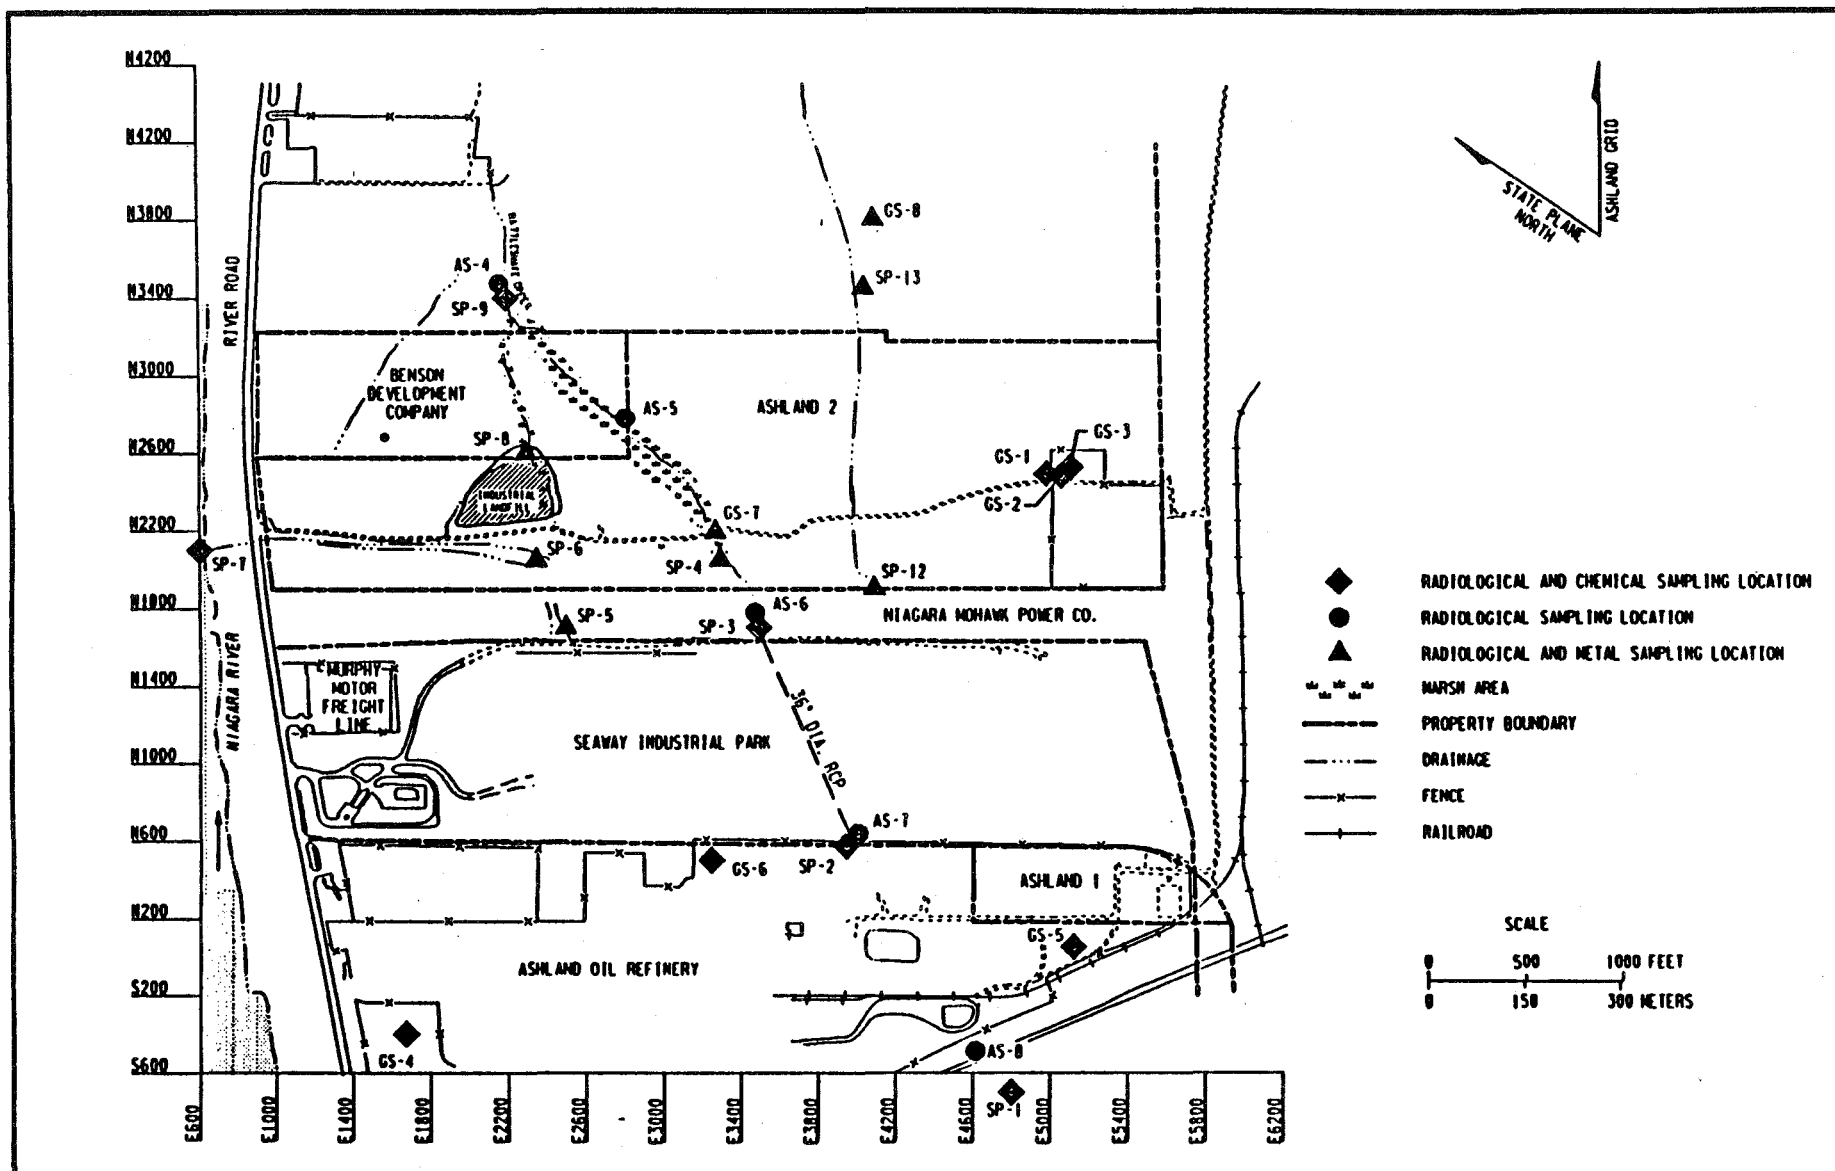 N4200
N4200
N3800
N3400
N3000
N2600
N2200
N1800
N1400
N1000
N600
N200
S200
S600
E600
E1000
E1400
E1800
E2200
E2600
E3000
E3400
E3800
E4200
E4600
E5000
E5400
E5800
E6200
RIVER ROAD
NIAGARA RIVER
AS-4
SP-9
GS-8
SP-13
BENSON
DEVELOPMENT
COMPANY
AS-5
ASHLAND 2
SP-8
INDUSTRIAL
LANDFILL
GS-1
GS-3
GS-2
GS-7
SP-7
SP-6
SP-4
SP-12
SP-5
AS-6
SP-3
NIAGARA MOHAWK POWER CO.
MURPHY
MOTOR
FREIGHT
LINE
SEAWAY INDUSTRIAL PARK
36" DIA. RCP
AS-7
SP-2
GS-6
ASHLAND 1
GS-5
ASHLAND OIL REFINERY
GS-4
AS-8
SP-1
STATE PLANE
NORTH
ASHLAND GRID
RADIOLOGICAL AND CHEMICAL SAMPLING LOCATION
RADIOLOGICAL SAMPLING LOCATION
RADIOLOGICAL AND METAL SAMPLING LOCATION
MARSH AREA
PROPERTY BOUNDARY
DRAINAGE
FENCE
RAILROAD
SCALE
0 500 1000 FEET
0 150 300 METERS